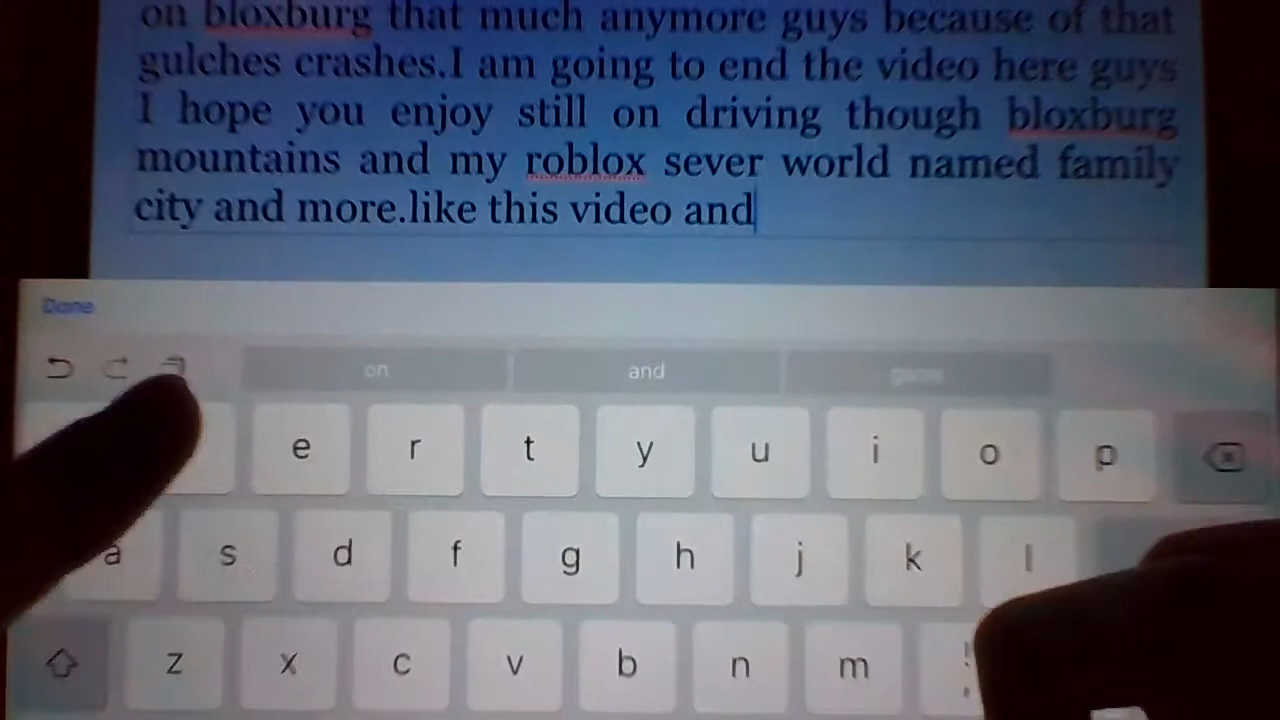 on bloxburg that much anymore guys because of that
gulches crashes.I am going to end the video here guys
I hope you enjoy still on driving though bloxburg
mountains and my roblox sever world named family
city and more.like this video and
Done
on and game
e r t y u i o p
a s d f g h j k l
z x c v b n m !
,